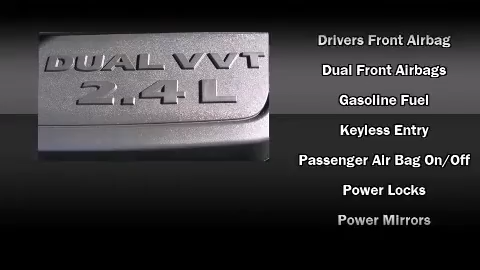 DUAL VVT
2.4L
Drivers Front Airbag
Dual Front Airbags
Gasoline Fuel
Keyless Entry
Passenger Air Bag On/Off
Power Locks
Power Mirrors